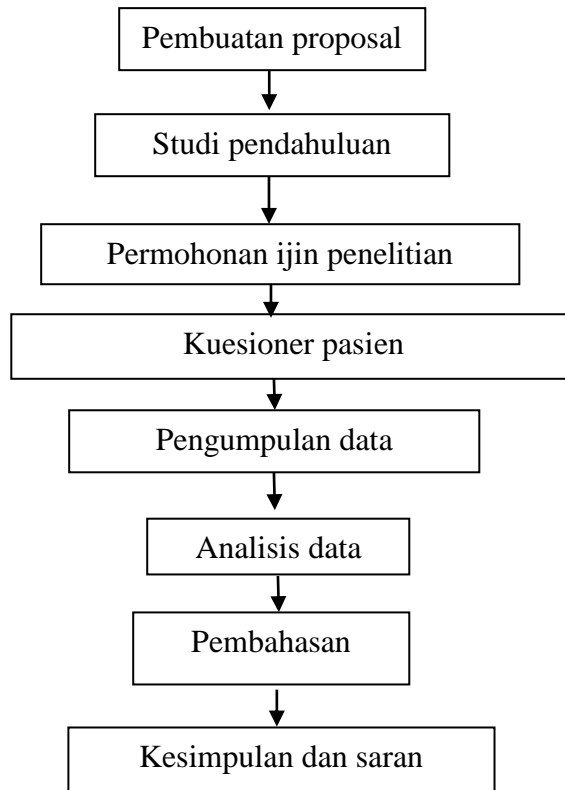 Pembuatan proposal
Studi pendahuluan
Permohonan ijin penelitian
Kuesioner pasien
Pengumpulan data
Analisis data
Pembahasan
Kesimpulan dan saran